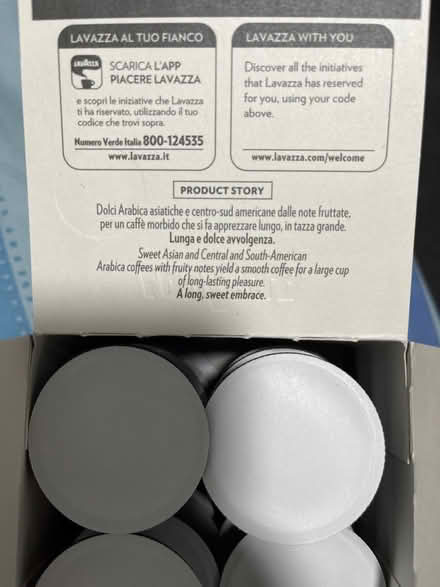 LAVAZZA AL TUO FIANCO
LAVAZZA
SCARICA L'APP
PIACERE LAVAZZA
e scopri le iniziative che Lavazza
ti ha riservato, utilizzando il tuo
codice che trovi sopra.
Numero Verde Italia 800-124535
www.lavazza.it
LAVAZZA WITH YOU
Discover all the initiatives
that Lavazza has reserved
for you, using your code
above.
www.lavazza.com/welcome
PRODUCT STORY
Dolci Arabica asiatiche e centro-sud americane dalle note fruttate,
per un caffè morbido che si fa apprezzare lungo, in tazza grande.
Lunga e dolce avvolgenza.
Sweet Asian and Central and South-American
Arabica coffees with fruity notes yield a smooth coffee for a large cup
of long-lasting pleasure.
A long, sweet embrace.